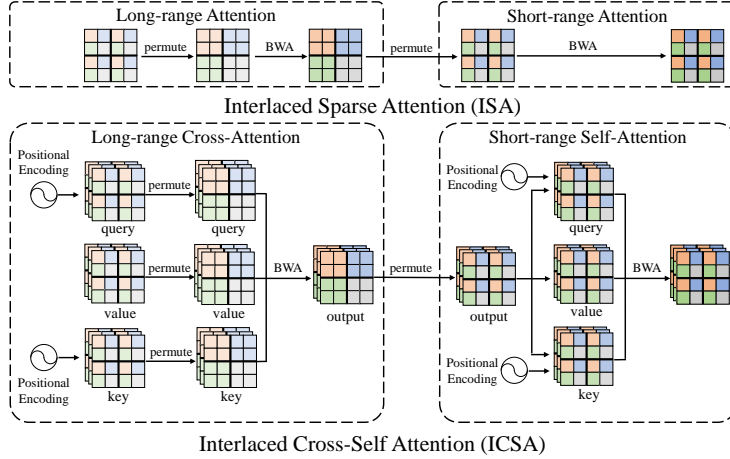 Long-range Attention
Short-range Attention
permute
BWA
permute
BWA
Interlaced Sparse Attention (ISA)
Long-range Cross-Attention
Short-range Self-Attention
Positional
Encoding
permute
query
query
Positional
Encoding
query
permute
value
value
BWA
output
permute
output
value
BWA
permute
key
key
Positional
Encoding
Positional
Encoding
key
Interlaced Cross-Self Attention (ICSA)